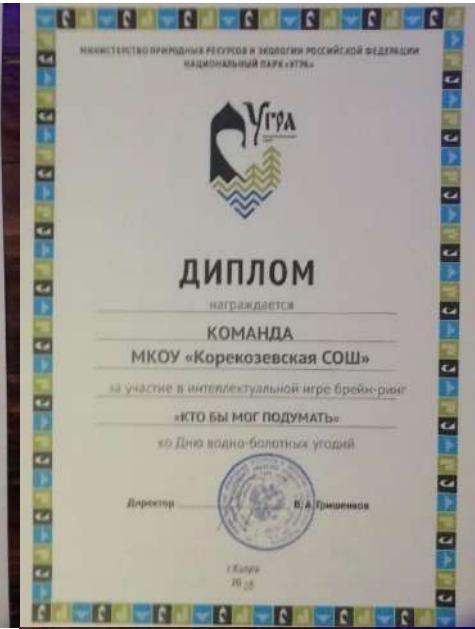 МИНИСТЕРСТВО ПРИРОДНЫХ РЕСУРСОВ И ЭКОЛОГИИ РОССИЙСКОЙ ФЕДЕРАЦИИ
НАЦИОНАЛЬНЫЙ ПАРК «УГРА»
УГРА
ДИПЛОМ
награждается
КОМАНДА
МКОУ «Корекозевская СОШ»
за участие в интеллектуальной игре брейн-ринг
«КТО БЫ МОГ ПОДУМАТЬ»
ко Дню водно-болотных угодий
Директор В. А. Гришенков
г.Калуга
20